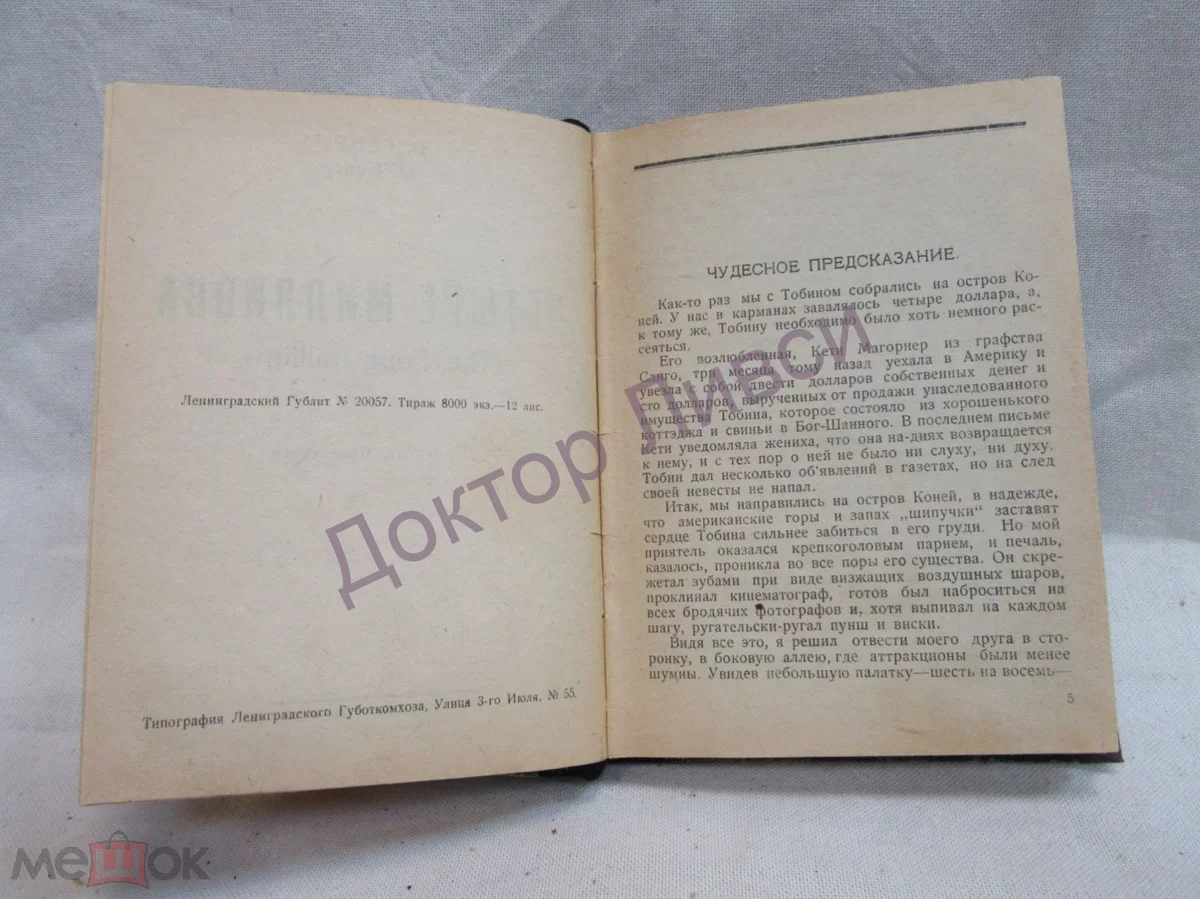 Ленинградский Гублит № 20057. Тираж 8000 экз.—12 лис.
Типография Лениградского Губоткомхоза, Улица 3-го Июля. № 55.
ЧУДЕСНОЕ ПРЕДСКАЗАНИЕ.
Как-то раз мы с Тобином собрались на остров Ко-
ней. У нас в карманах завалялось четыре доллара, а,
к тому же, Тобину необходимо было хоть немного рас-
сеяться.
Его возлюбленная, Кети Магорнер из графства
Слиго, три месяца тому назад уехала в Америку и
увезла с собой двести долларов собственных денег и
сто долларов, вырученных от продажи унаследованного
имущества Тобина, которое состояло из хорошенького
коттэджа и свиньи в Бог-Шанного. В последнем письме
Кети уведомляла жениха, что она на-днях возвращается
к нему, и с тех пор о ней не было ни слуху, ни духу.
Тобин дал несколько об'явлений в газетах, но на след
своей невесты не напал.
Итак, мы направились на остров Коней, в надежде,
что американские горы и запах „шипучки“ заставят
сердце Тобина сильнее забиться в его груди. Но мой
приятель оказался крепкоголовым парнем, и печаль,
казалось, проникла во все поры его существа. Он скре-
жетал зубами при виде визжащих воздушных шаров,
проклинал кинематограф, готов был наброситься на
всех бродячих фотографов и, хотя выпивал на каждом
шагу, ругательски-ругал пунш и виски.
Видя все это, я решил отвести моего друга в сто-
ронку, в боковую аллею, где аттракционы были менее
шумны. Увидев небольшую палатку—шесть на восемь—
5
Доктор Ливси
мешок